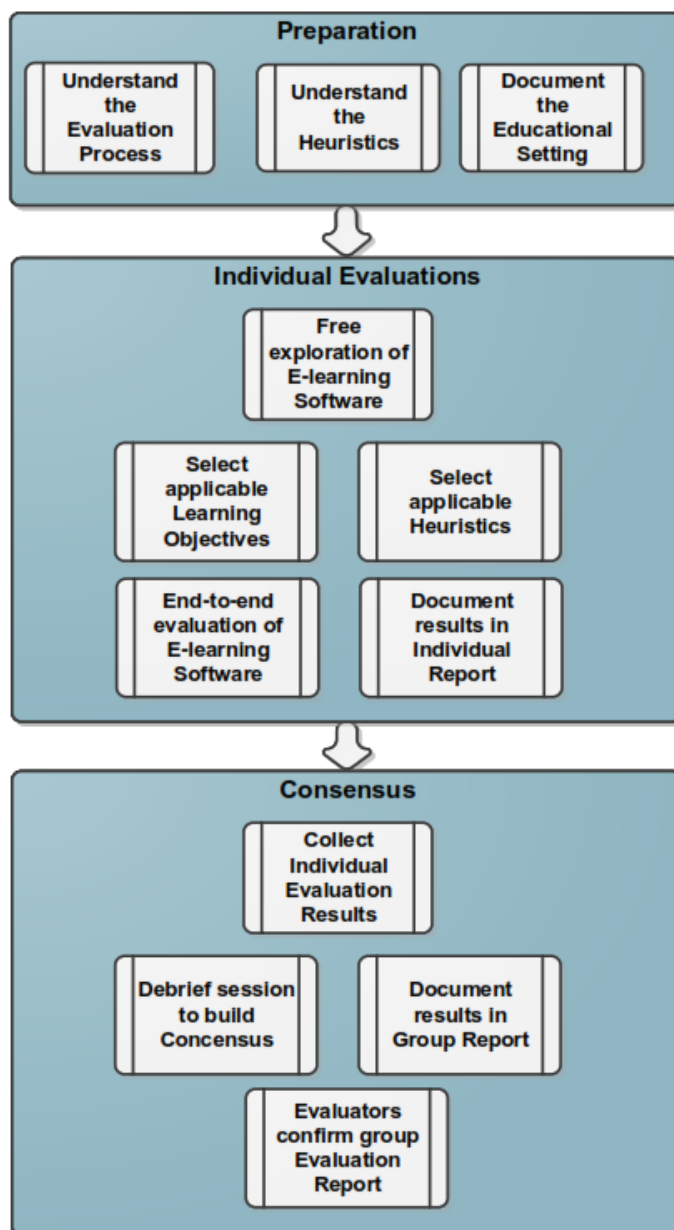 Preparation
Understand
the
Evaluation
Process
Understand
the
Heuristics
Document
the
Educational
Setting
Individual Evaluations
Free
exploration of
E-learning
Software
Select
applicable
Learning
Objectives
Select
applicable
Heuristics
End-to-end
evaluation of
E-learning
Software
Document
results in
Individual
Report
Consensus
Collect
Individual
Evaluation
Results
Debrief session
to build
Concensus
Document
results in
Group Report
Evaluators
confirm group
Evaluation
Report